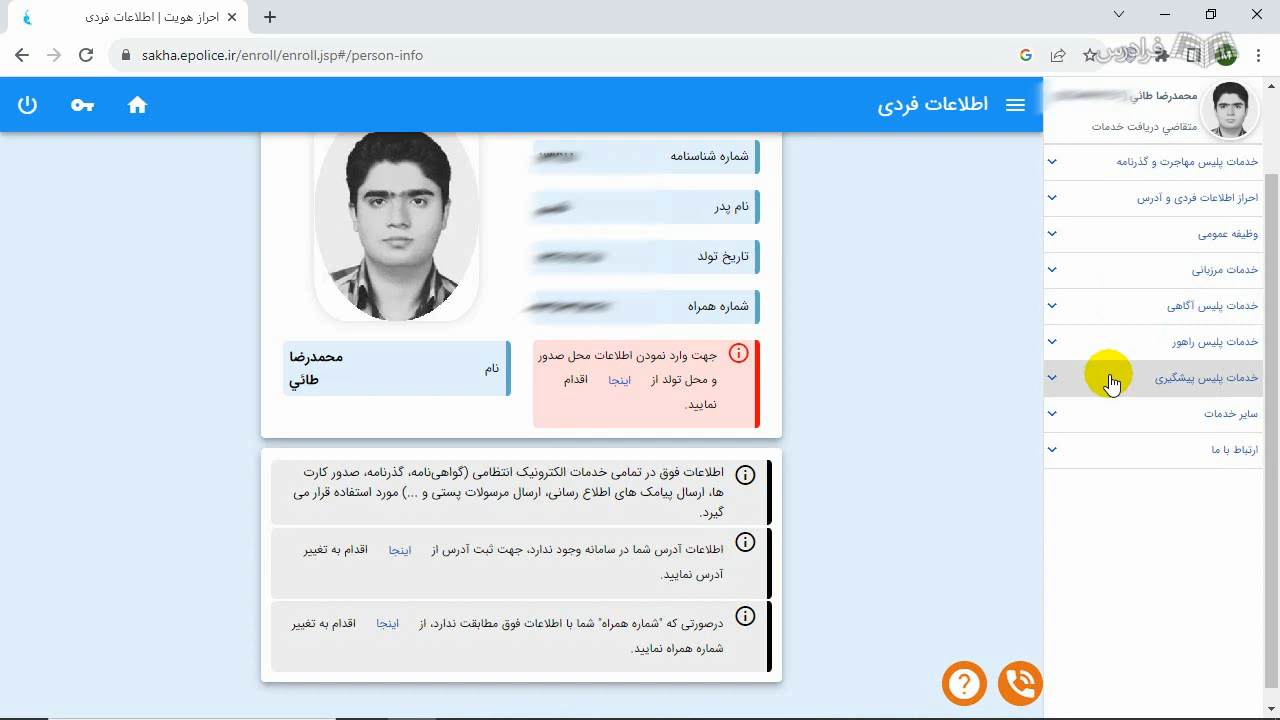 احراز هویت | اطلاعات فردی
sakha.epolice.ir/enroll/enroll.jsp#/person-info
فرادرس
M
اطلاعات فردی
محمدرضا طائي
متقاضي دریافت خدمات
خدمات پلیس مهاجرت و گذرنامه
احراز اطلاعات فردی و آدرس
وظیفه عمومی
خدمات مرزبانی
خدمات پلیس آگاهی
خدمات پلیس راهور
خدمات پلیس پیشگیری
سایر خدمات
ارتباط با ما
شماره شناسنامه
نام پدر
تاریخ تولد
شماره همراه
جهت وارد نمودن اطلاعات محل صدور
و محل تولد از اینجا اقدام
نمایید.
نام
محمدرضا
طائي
اطلاعات فوق در تمامی خدمات الکترونیک انتظامی (گواهی‌نامه، گذرنامه، صدور کارت
ها، ارسال پیامک های اطلاع رسانی، ارسال مرسولات پستی و ...) مورد استفاده قرار می
گیرد.
اطلاعات آدرس شما در سامانه وجود ندارد، جهت ثبت آدرس از اینجا اقدام به تغییر
آدرس نمایید.
درصورتی که "شماره همراه" شما با اطلاعات فوق مطابقت ندارد، از اینجا اقدام به تغییر
شماره همراه نمایید.